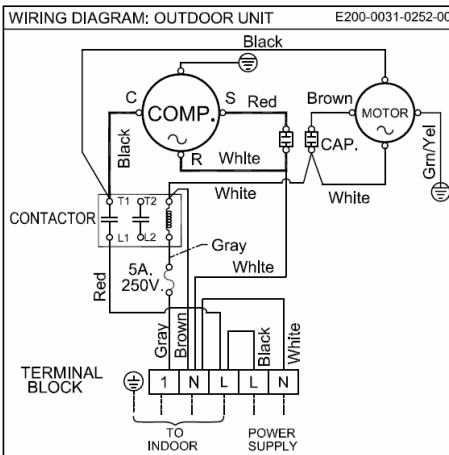 WIRING DIAGRAM: OUTDOOR UNIT E200-0031-0252-00
Black
C
COMP.
S
Red
Brown
MOTOR
Black
R
White
CAP.
Grn/Yel
White
White
CONTACTOR
T1 T2
L1 L2
Gray
White
Red
5A.
250V.
Gray
Brown
Black
White
TERMINAL
BLOCK
1 N L L N
TO
INDOOR
POWER
SUPPLY